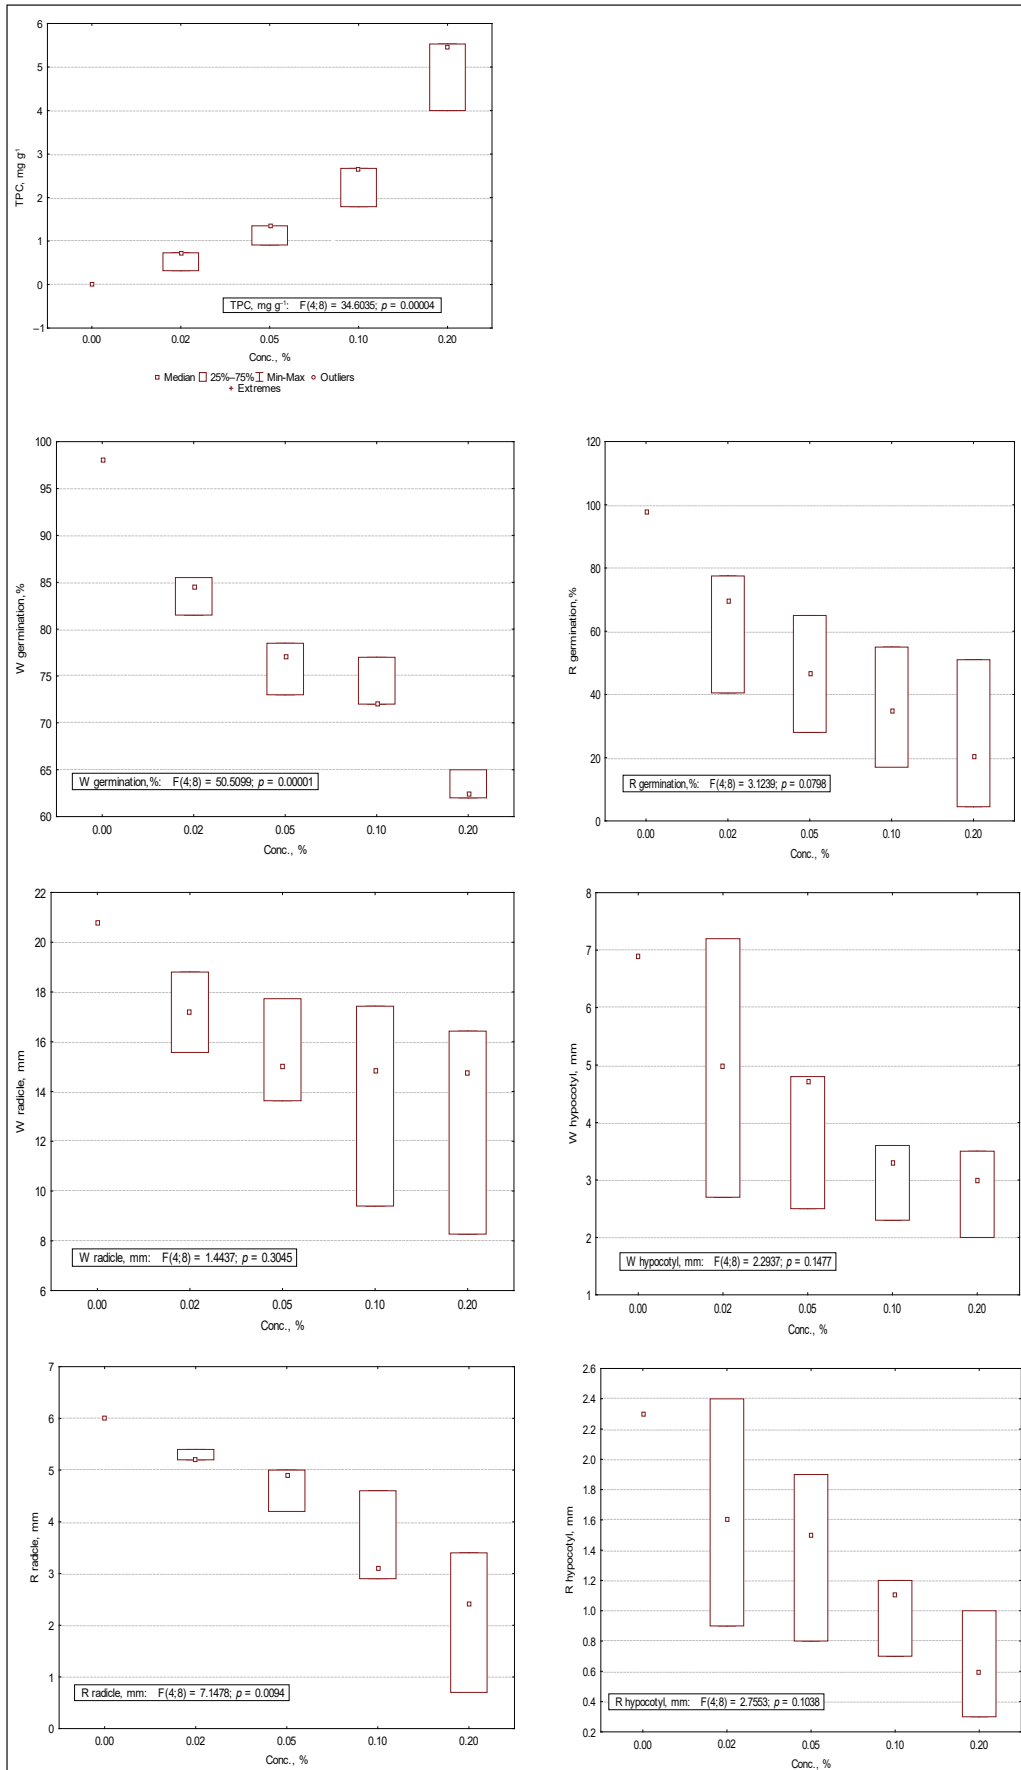 6
5
4
3
2
1
0
–1
TPC, mg g¹
TPC, mg g⁻¹: F(4;8) = 34.6035; p = 0.00004
0.00 0.02 0.05 0.10 0.20
Conc., %
Median 25%–75% Min-Max Outliers
Extremes
100
95
90
85
80
75
70
65
60
W germination,%
W germination,%: F(4;8) = 50.5099; p = 0.00001
0.00 0.02 0.05 0.10 0.20
Conc., %
120
100
80
60
40
20
0
R germination,%
R germination,%: F(4;8) = 3.1239; p = 0.0798
0.00 0.02 0.05 0.10 0.20
Conc., %
22
20
18
16
14
12
10
8
6
W radicle, mm
W radicle, mm: F(4;8) = 1.4437; p = 0.3045
0.00 0.02 0.05 0.10 0.20
Conc., %
8
7
6
5
4
3
2
1
W hypocotyl, mm
W hypocotyl, mm: F(4;8) = 2.2937; p = 0.1477
0.00 0.02 0.05 0.10 0.20
Conc., %
7
6
5
4
3
2
1
0
R radicle, mm
R radicle, mm: F(4;8) = 7.1478; p = 0.0094
0.00 0.02 0.05 0.10 0.20
Conc., %
2.6
2.4
2.2
2.0
1.8
1.6
1.4
1.2
1.0
0.8
0.6
0.4
0.2
R hypocotyl, mm
R hypocotyl, mm: F(4;8) = 2.7553; p = 0.1038
0.00 0.02 0.05 0.10 0.20
Conc., %